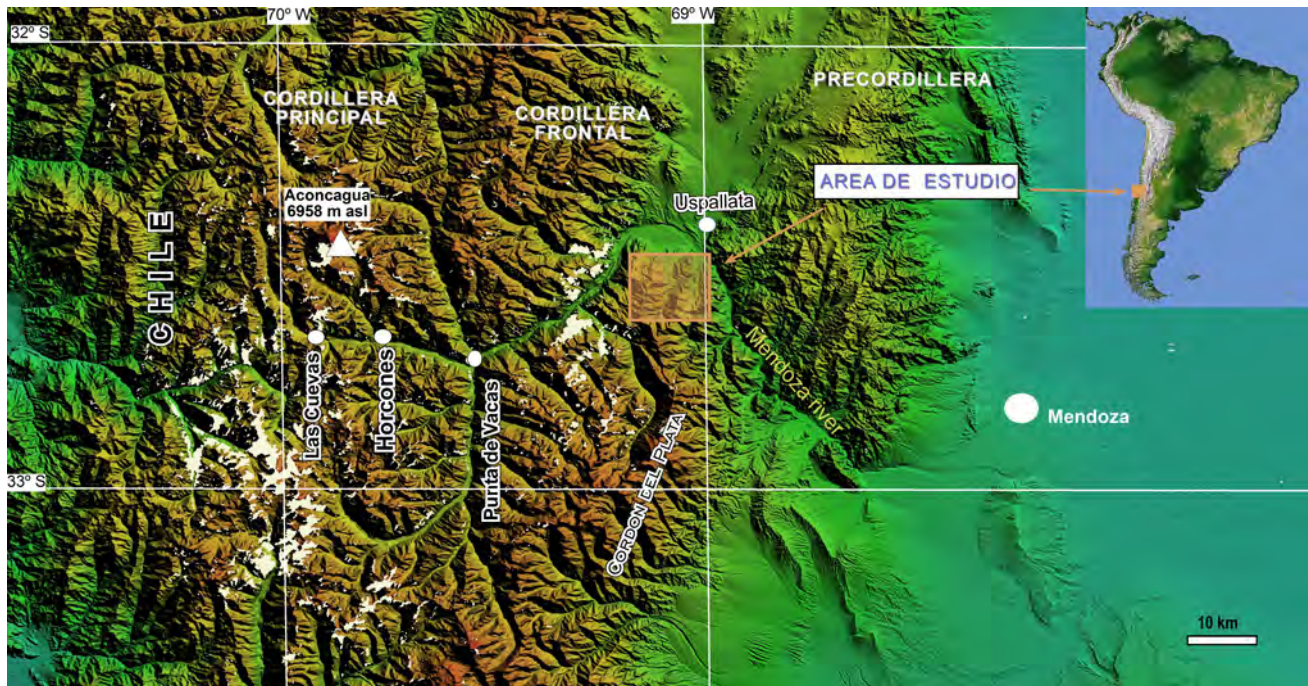 70º W
69º W
32º S
PRECORDILLERA
CORDILLERA
PRINCIPAL
CORDILLERA
FRONTAL
AREA DE ESTUDIO
Aconcagua
6958 m asl
Uspallata
CHILE
Las Cuevas
Horcones
Punta de Vacas
Mendoza river
CORDON DEL PLATA
Mendoza
33º S
10 km